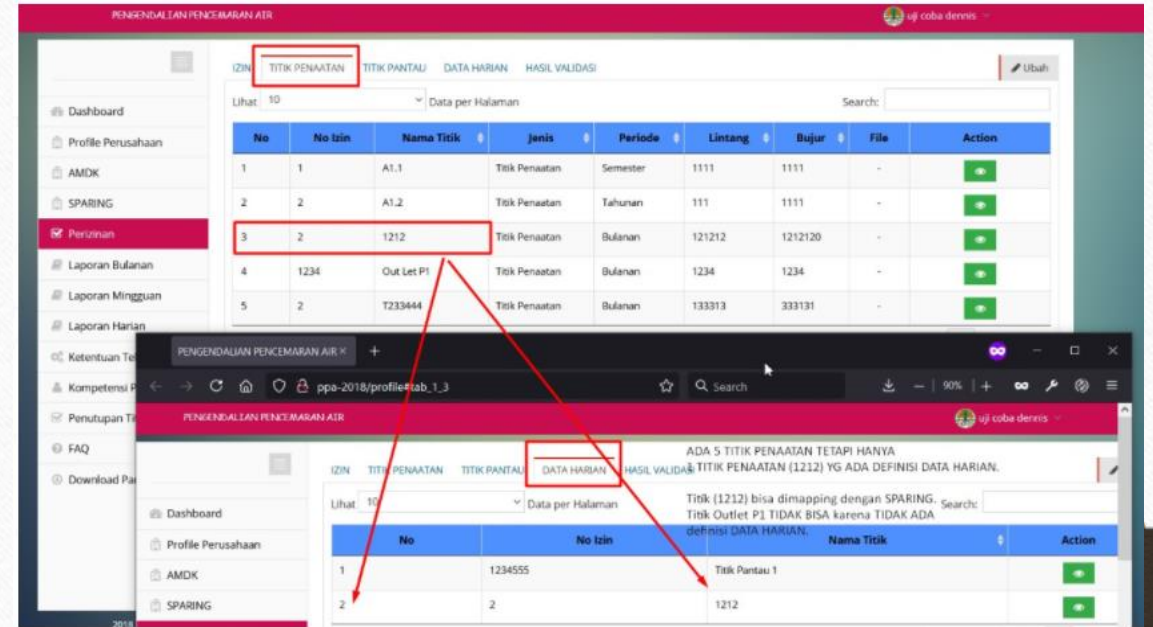 PENGENDALIAN PENCEMARAN AIR
uji coba dennis
IZIN TITIK PENAATAN TITIK PANTAU DATA HARIAN HASIL VALIDASI
Ubah
Lihat 10 Data per Halaman Search:
Dashboard
Profile Perusahaan
AMDK
SPARING
Perizinan
Laporan Bulanan
Laporan Mingguan
Laporan Harian
Ketentuan
Kompetensi
Penutupan
FAQ
Download
2018
No No Izin Nama Titik Jenis Periode Lintang Bujur File Action
1 1 A1.1 Titik Penaatan Semester 1111 1111 -
2 2 A1.2 Titik Penaatan Tahunan 111 1111 -
3 2 1212 Titik Penaatan Bulanan 121212 1212120 -
4 1234 Out Let P1 Titik Penaatan Bulanan 1234 1234 -
5 2 T233444 Titik Penaatan Bulanan 133313 333131 -
PENGENDALIAN PENCEMARAN AIR × +
ppa-2018/profile#tab_1_3 Search 90%
PENGENDALIAN PENCEMARAN AIR
uji coba dennis
IZIN TITIK PENAATAN TITIK PANTAU DATA HARIAN HASIL
ADA 5 TITIK PENAATAN TETAPI HANYA
1 TITIK PENAATAN (1212) YG ADA DEFINISI DATA HARIAN.
Titik (1212) bisa dimapping dengan SPARING.
Titik Outlet P1 TIDAK BISA karena TIDAK ADA
definisi DATA HARIAN.
Lihat 10 Data per Halaman Search:
Dashboard
Profile Perusahaan
AMDK
SPARING
No No Izin Nama Titik Action
1 1234555 Titik Pantau 1
2 2 1212